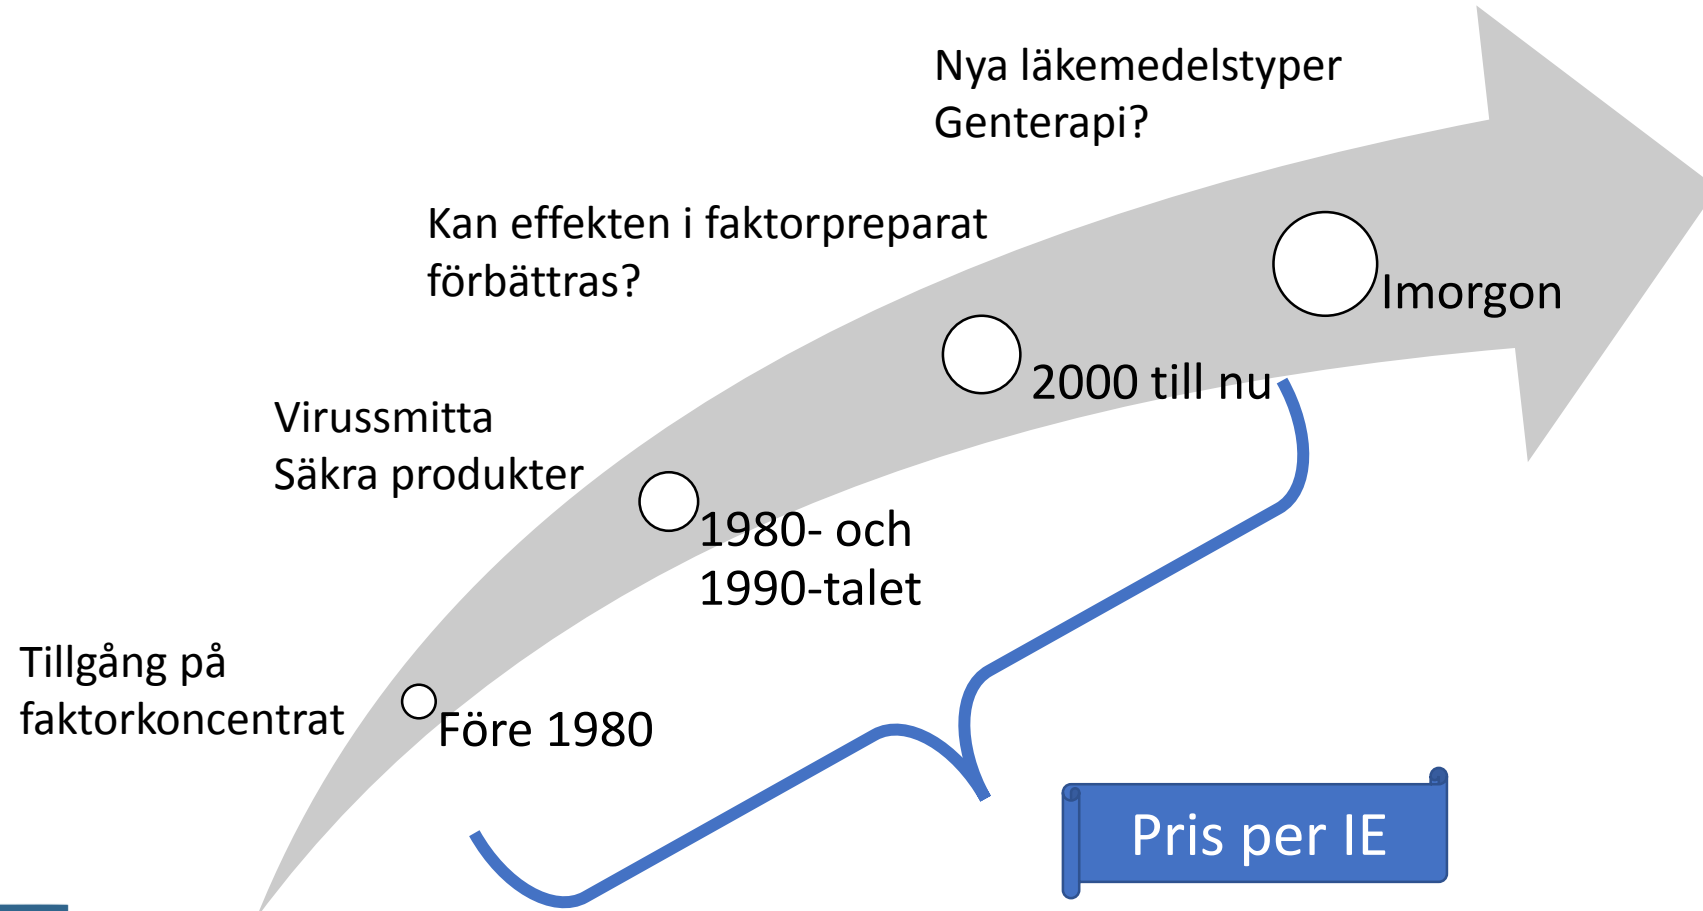 Nya läkemedelstyper
Genterapi?
Kan effekten i faktorpreparat
förbättras?
Imorgon
2000 till nu
Virussmitta
Säkra produkter
1980- och
1990-talet
Tillgång på
faktorkoncentrat
Före 1980
Pris per IE